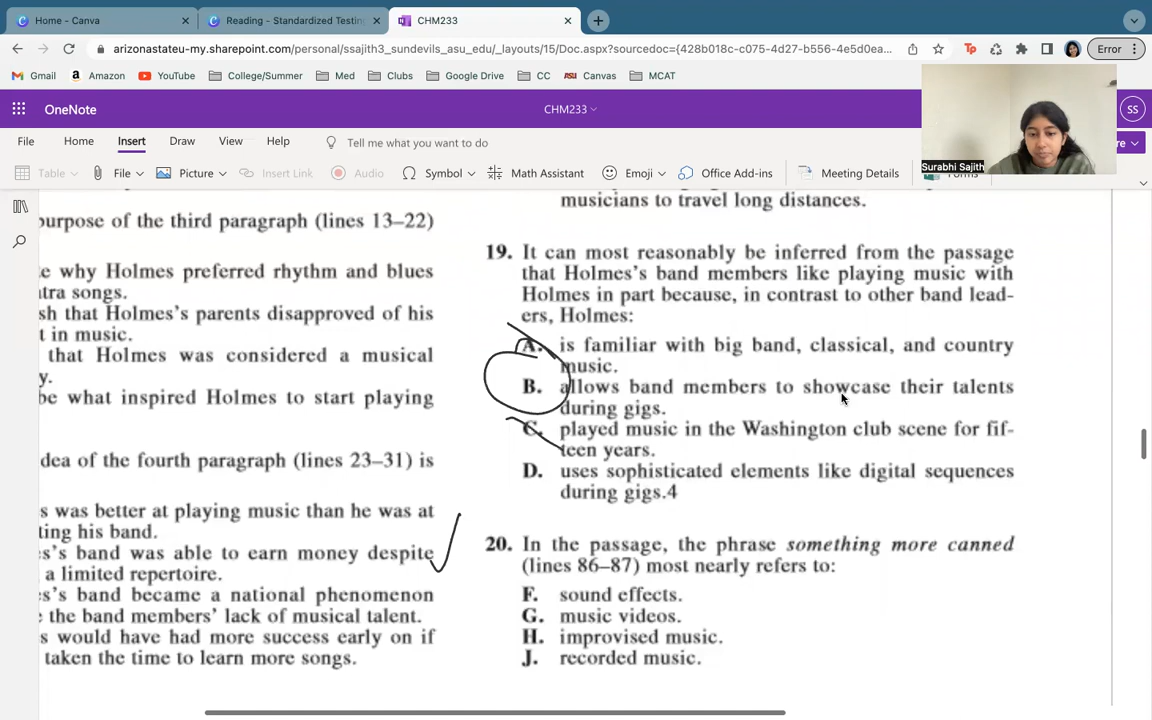 Home - Canva
Reading - Standardized Testing
CHM233
arizonastateu-my.sharepoint.com/personal/ssajith3_sundevils_asu_edu/_layouts/15/Doc.aspx?sourcedoc={428b018c-c075-4d27-b556-4e5d0ea...
Error
Gmail
Amazon
YouTube
College/Summer
Med
Clubs
Google Drive
CC
ASU Canvas
MCAT
OneNote
CHM233
SS
File
Home
Insert
Draw
View
Help
Tell me what you want to do
Surabhi Sajith
Table
File
Picture
Insert Link
Audio
Symbol
Math Assistant
Emoji
Office Add-ins
Meeting Details
Forms
urpose of the third paragraph (lines 13–22)
e why Holmes preferred rhythm and blues
tra songs.
sh that Holmes's parents disapproved of his
t in music.
that Holmes was considered a musical
y.
be what inspired Holmes to start playing
dea of the fourth paragraph (lines 23–31) is
s was better at playing music than he was at
ting his band.
s's band was able to earn money despite
a limited repertoire.
s's band became a national phenomenon
the band members' lack of musical talent.
s would have had more success early on if
taken the time to learn more songs.
musicians to travel long distances.
19. It can most reasonably be inferred from the passage
that Holmes's band members like playing music with
Holmes in part because, in contrast to other band lead-
ers, Holmes:
A. is familiar with big band, classical, and country
music.
B. allows band members to showcase their talents
during gigs.
C. played music in the Washington club scene for fif-
teen years.
D. uses sophisticated elements like digital sequences
during gigs.4
20. In the passage, the phrase something more canned
(lines 86–87) most nearly refers to:
F. sound effects.
G. music videos.
H. improvised music.
J. recorded music.